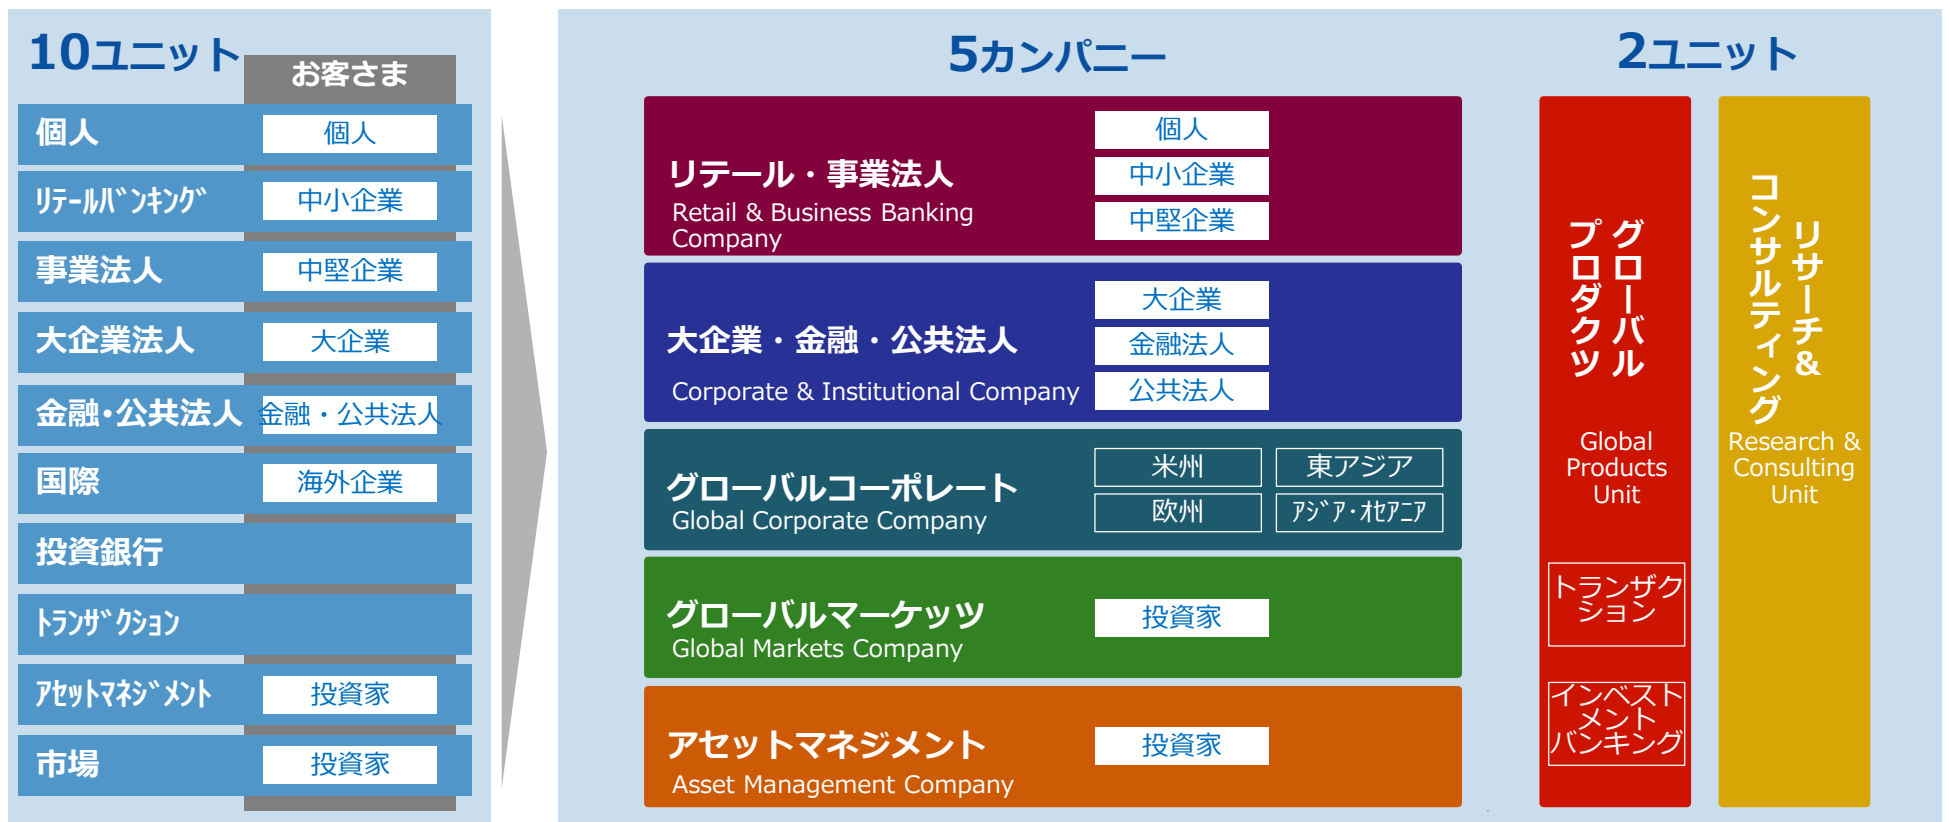 10ユニット
お客さま
個人
個人
ﾘﾃｰﾙﾊﾞﾝｷﾝｸﾞ
中小企業
事業法人
中堅企業
大企業法人
大企業
金融・公共法人
金融・公共法人
国際
海外企業
投資銀行
ﾄﾗﾝｻﾞｸｼｮﾝ
ｱｾｯﾄﾏﾈｼﾞﾒﾝﾄ
投資家
市場
投資家
5カンパニー
リテール・事業法人
Retail & Business Banking
Company
個人
中小企業
中堅企業
大企業・金融・公共法人
Corporate & Institutional Company
大企業
金融法人
公共法人
グローバルコーポレート
Global Corporate Company
米州
東アジア
欧州
ｱｼﾞｱ･ｵｾｱﾆｱ
グローバルマーケッツ
Global Markets Company
投資家
アセットマネジメント
Asset Management Company
投資家
2ユニット
グローバル
プロダクツ
Global
Products
Unit
トランザク
ション
インベスト
メント
バンキング
リサーチ&
コンサルティング
Research &
Consulting
Unit